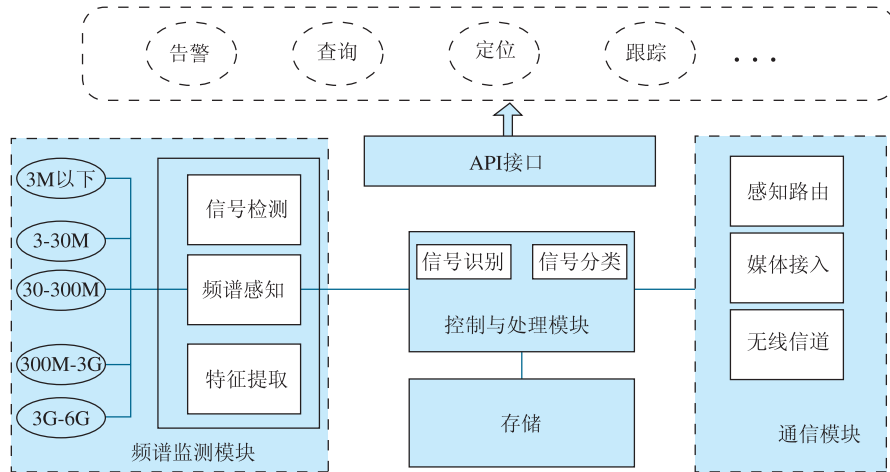 告警
查询
定位
跟踪
...
API接口
3M以下
3-30M
30-300M
300M-3G
3G-6G
信号检测
频谱感知
特征提取
频谱监测模块
信号识别
信号分类
控制与处理模块
存储
感知路由
媒体接入
无线信道
通信模块